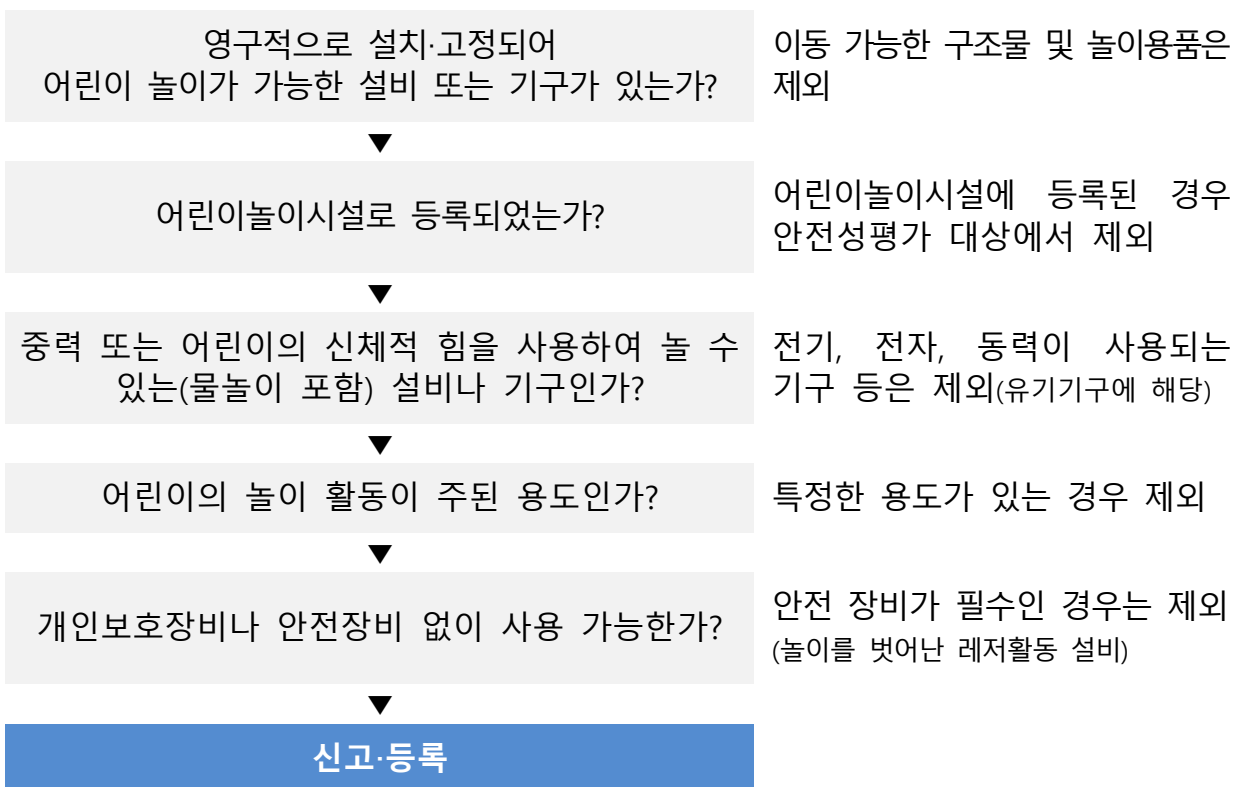 영구적으로 설치·고정되어
어린이 놀이가 가능한 설비 또는 기구가 있는가?
이동 가능한 구조물 및 놀이용품은
제외
▼
어린이놀이시설로 등록되었는가?
어린이놀이시설에 등록된 경우
안전성평가 대상에서 제외
▼
중력 또는 어린이의 신체적 힘을 사용하여 놀 수
있는(물놀이 포함) 설비나 기구인가?
전기, 전자, 동력이 사용되는
기구 등은 제외(유기기구에 해당)
▼
어린이의 놀이 활동이 주된 용도인가?
특정한 용도가 있는 경우 제외
▼
개인보호장비나 안전장비 없이 사용 가능한가?
안전 장비가 필수인 경우는 제외
(놀이를 벗어난 레저활동 설비)
▼
신고·등록